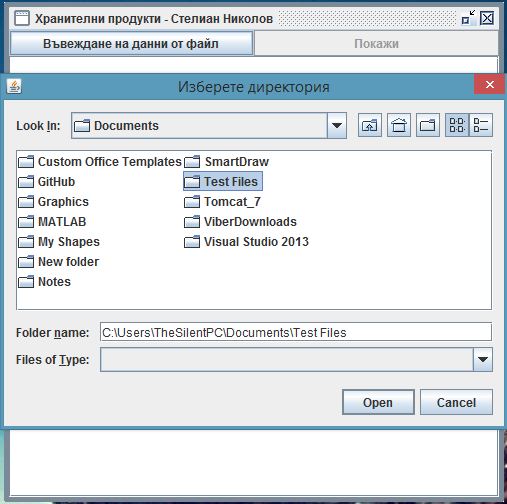 Хранителни продукти - Стелиан Николов
Въвеждане на данни от файл Покажи
Изберете директория
Look In: Documents
Custom Office Templates SmartDraw
GitHub Test Files
Graphics Tomcat_7
MATLAB ViberDownloads
My Shapes Visual Studio 2013
New folder
Notes
Folder name: C:\Users\TheSilentPC\Documents\Test Files
Files of Type:
Open Cancel